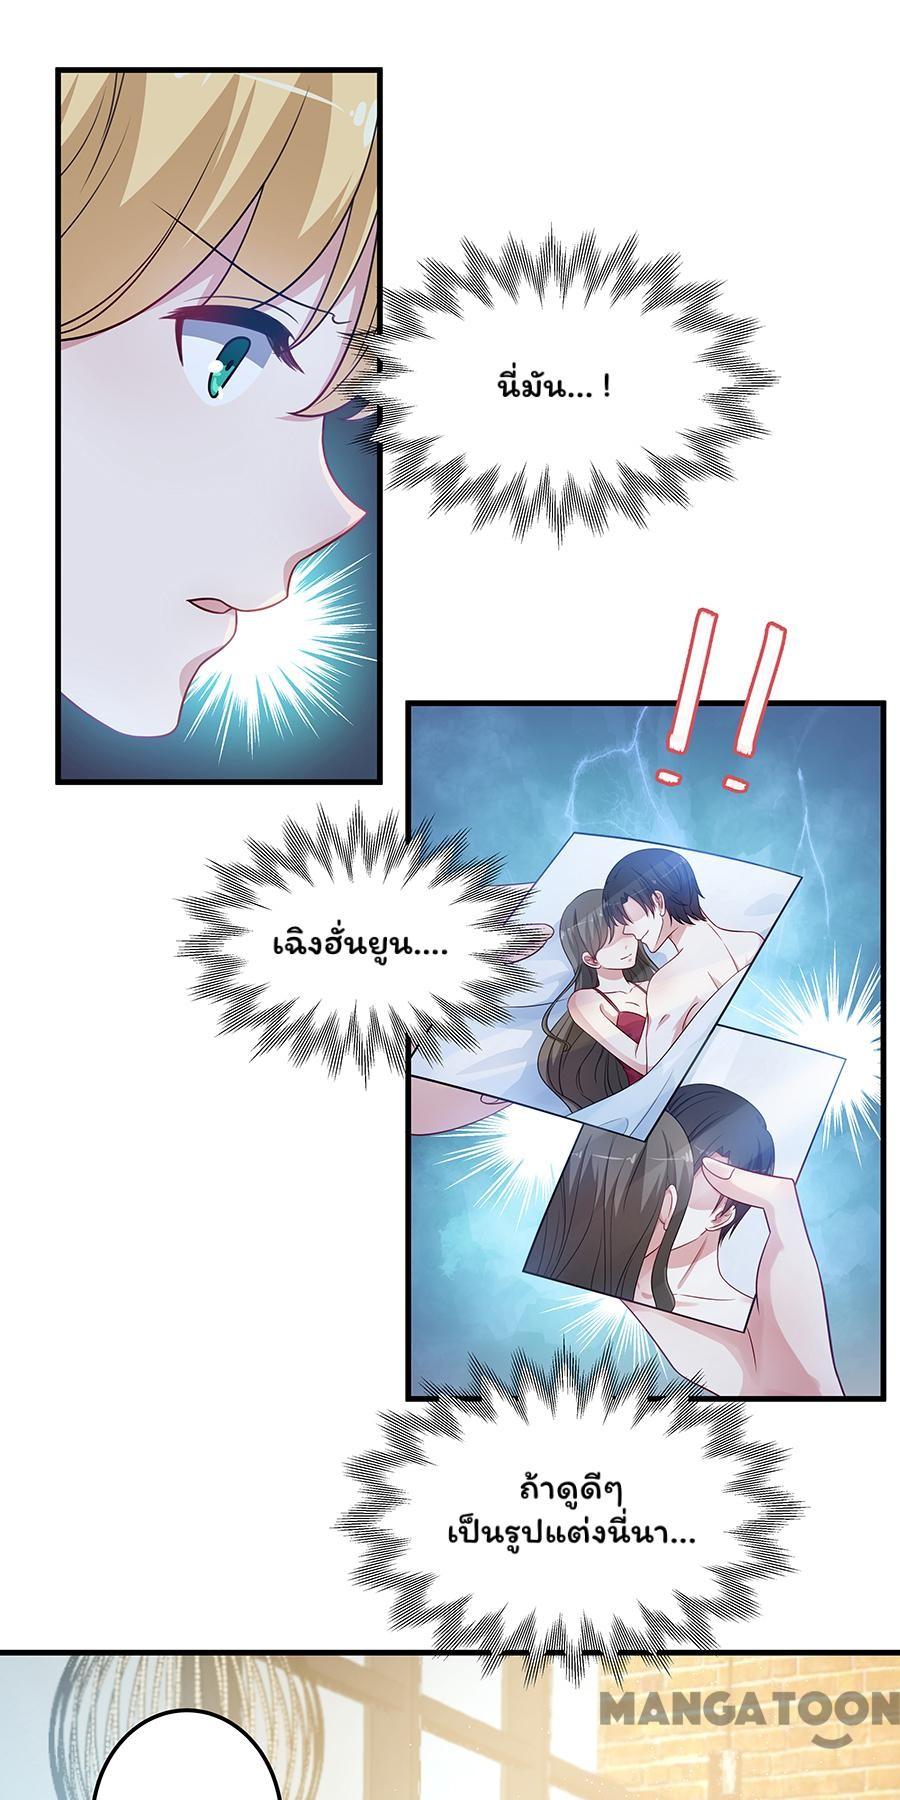 นี่มัน... !
!!
เฉิงฮั่นยูน....
ถ้าดูดีๆ
เป็นรูปแต่งนี่นา...
MANGATOON